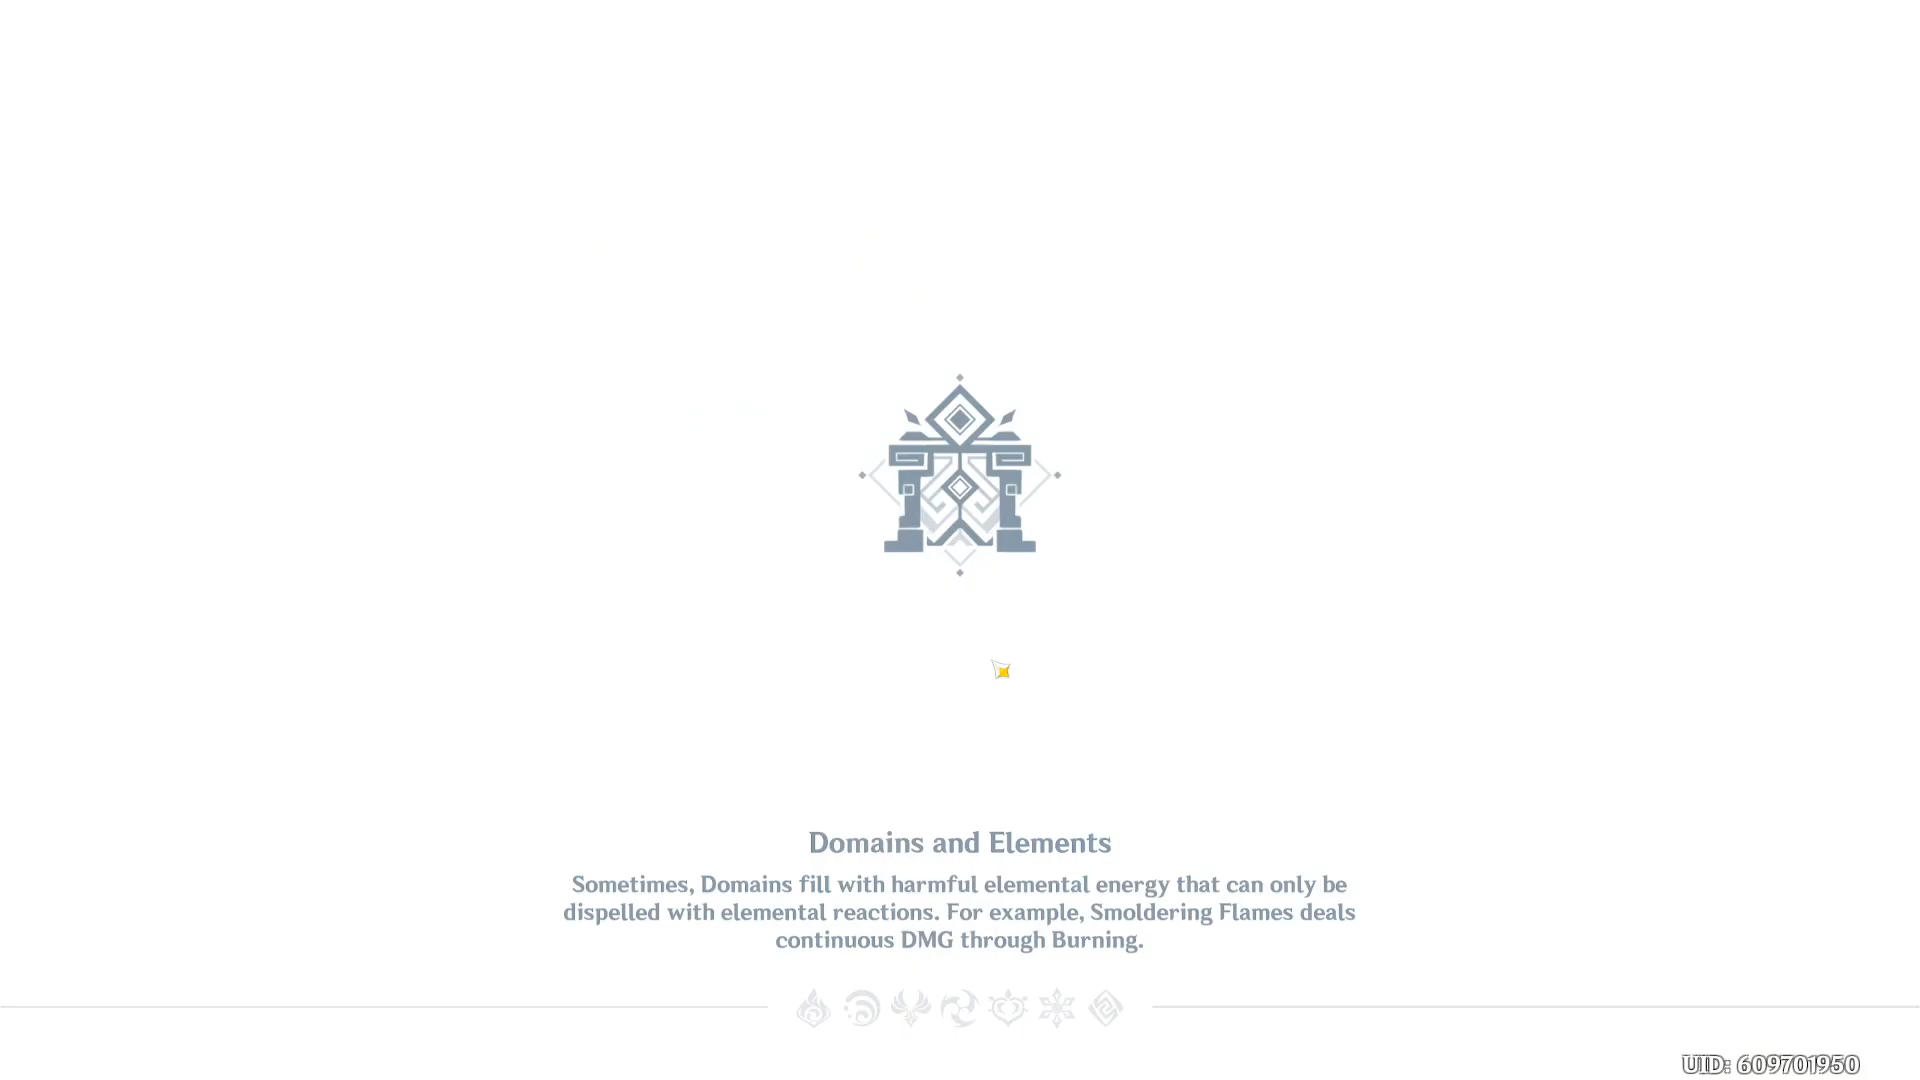 Domains and Elements
Sometimes, Domains fill with harmful elemental energy that can only be
dispelled with elemental reactions. For example, Smoldering Flames deals
continuous DMG through Burning.
UID: 609701950